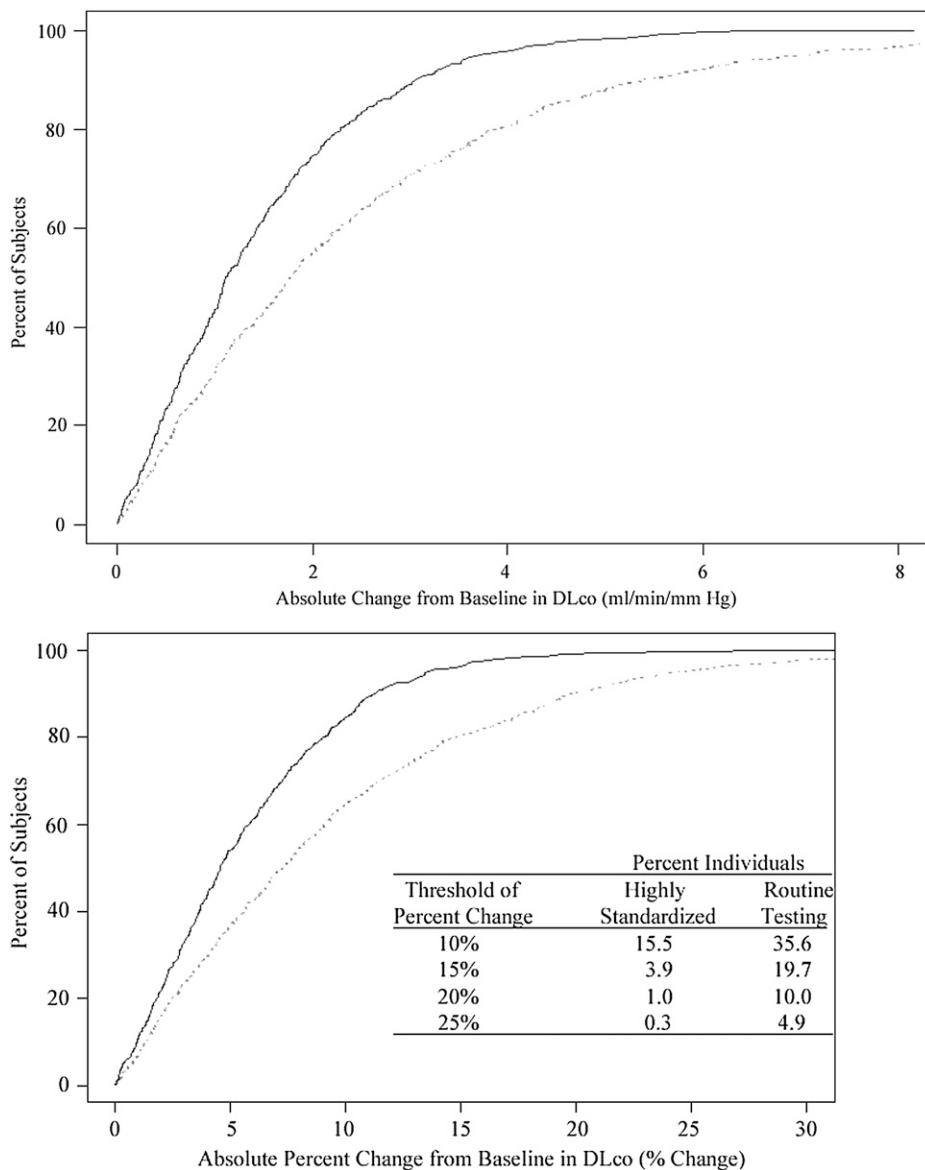 100
80
60
40
20
0
Percent of Subjects
0 2 4 6 8
Absolute Change from Baseline in DLco (ml/min/mm Hg)
100
80
60
40
20
0
Percent of Subjects
Percent Individuals
Threshold of Highly Routine
Percent Change Standardized Testing
10% 15.5 35.6
15% 3.9 19.7
20% 1.0 10.0
25% 0.3 4.9
0 5 10 15 20 25 30
Absolute Percent Change from Baseline in DLco (% Change)